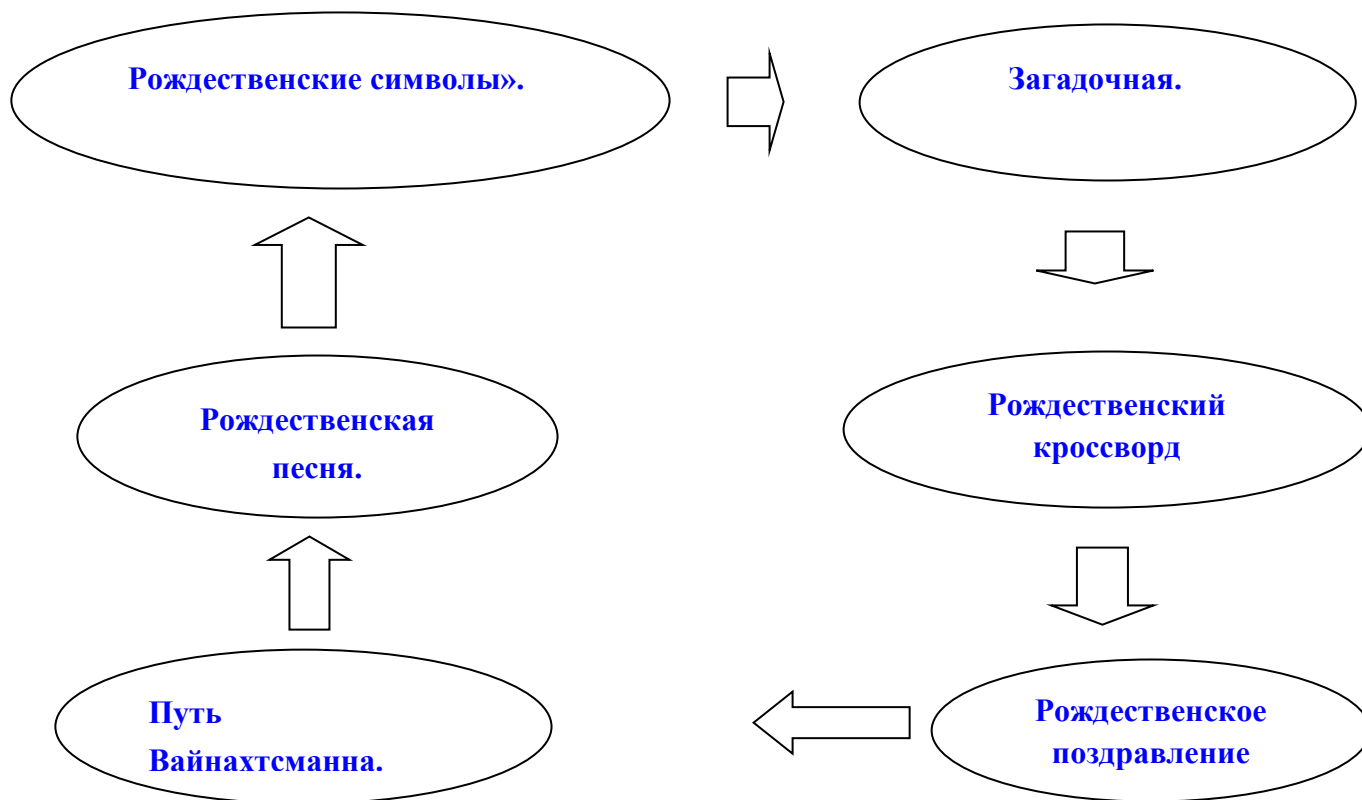 Рождественские символы».
Загадочная.
Рождественская
песня.
Рождественский
кроссворд
Путь
Вайнахтсманна.
Рождественское
поздравление